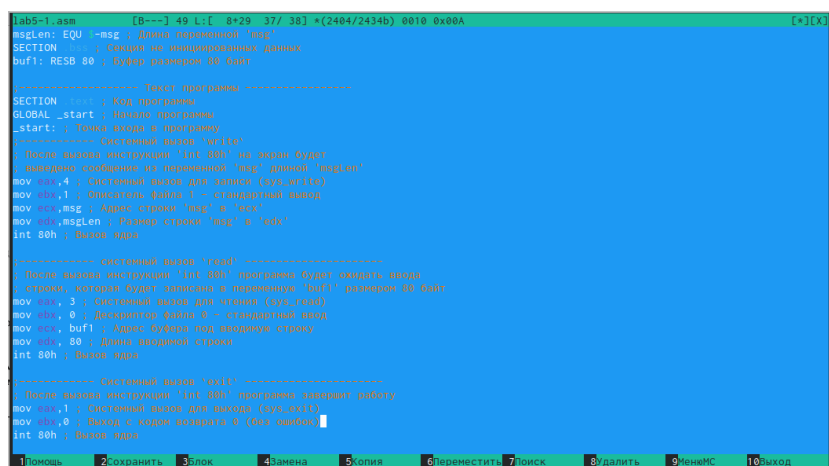 lab5-1.asm [B---] 49 L:[ 8+29 37/ 38] *(2404/2434b) 0010 0x00A [*][X]
msgLen: EQU $-msg ; Длина переменной 'msg'
SECTION .bss ; Секция не инициированных данных
buf1: RESB 80 ; Буфер размером 80 байт
;------------------- Текст программы -----------------
SECTION .text ; Код программы
GLOBAL _start ; Начало программы
_start: ; Точка входа в программу
;------------ Системный вызов 'write'
; После вызова инструкции 'int 80h' на экран будет
; выведено сообщение из переменной 'msg' длиной 'msgLen'
mov eax,4 ; Системный вызов для записи (sys_write)
mov ebx,1 ; Описатель файла 1 - стандартный вывод
mov ecx,msg ; Адрес строки 'msg' в 'ecx'
mov edx,msgLen ; Размер строки 'msg' в 'edx'
int 80h ; Вызов ядра
;------------ системный вызов 'read' ----------------------
; После вызова инструкции 'int 80h' программа будет ожидать ввода
; строки, которая будет записана в переменную 'buf1' размером 80 байт
mov eax, 3 ; Системный вызов для чтения (sys_read)
mov ebx, 0 ; Дескриптор файла 0 - стандартный ввод
mov ecx, buf1 ; Адрес буфера под вводимую строку
mov edx, 80 ; Длина вводимой строки
int 80h ; Вызов ядра
;------------ Системный вызов 'exit' ----------------------
; После вызова инструкции 'int 80h' программа завершит работу
mov eax,1 ; Системный вызов для выхода (sys_exit)
mov ebx,0 ; Выход с кодом возврата 0 (без ошибок)
int 80h ; Вызов ядра
1Помощь 2Сохранить 3Блок 4Замена 5Копия 6Переместить 7Поиск 8Удалить 9МенюMC 10Выход